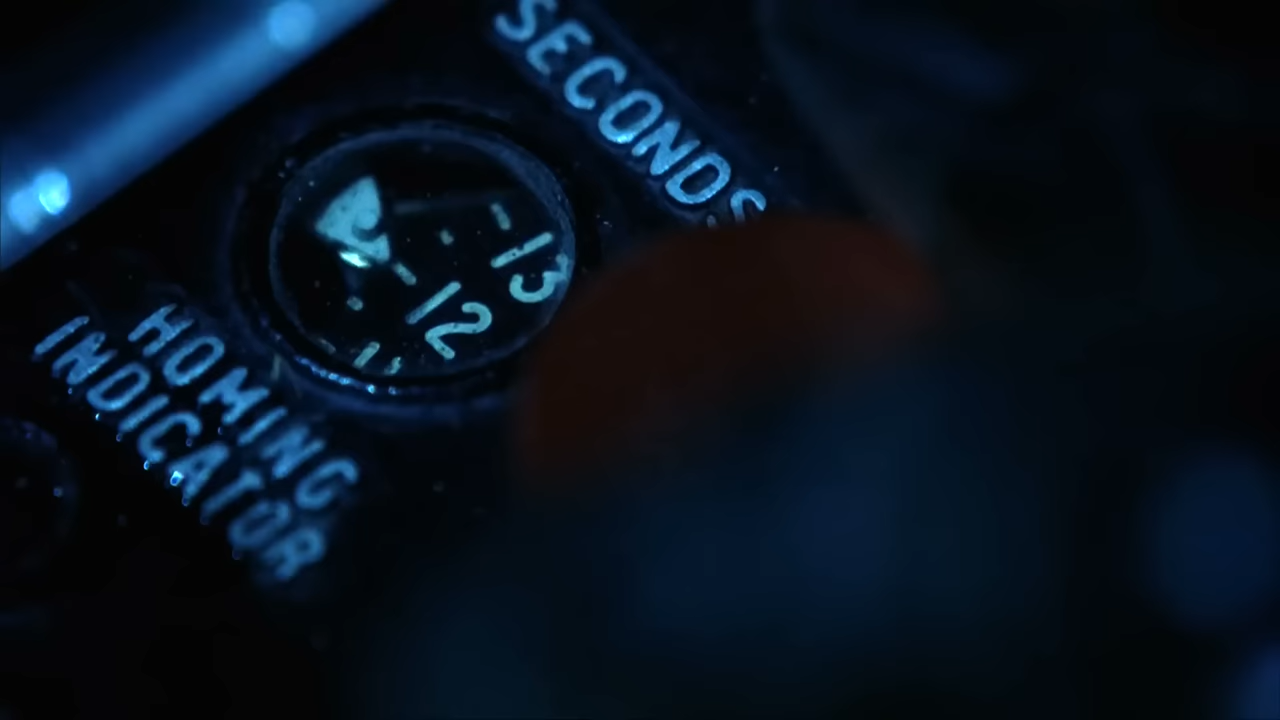 SECONDS
-13
-12
HOMING
INDICATOR